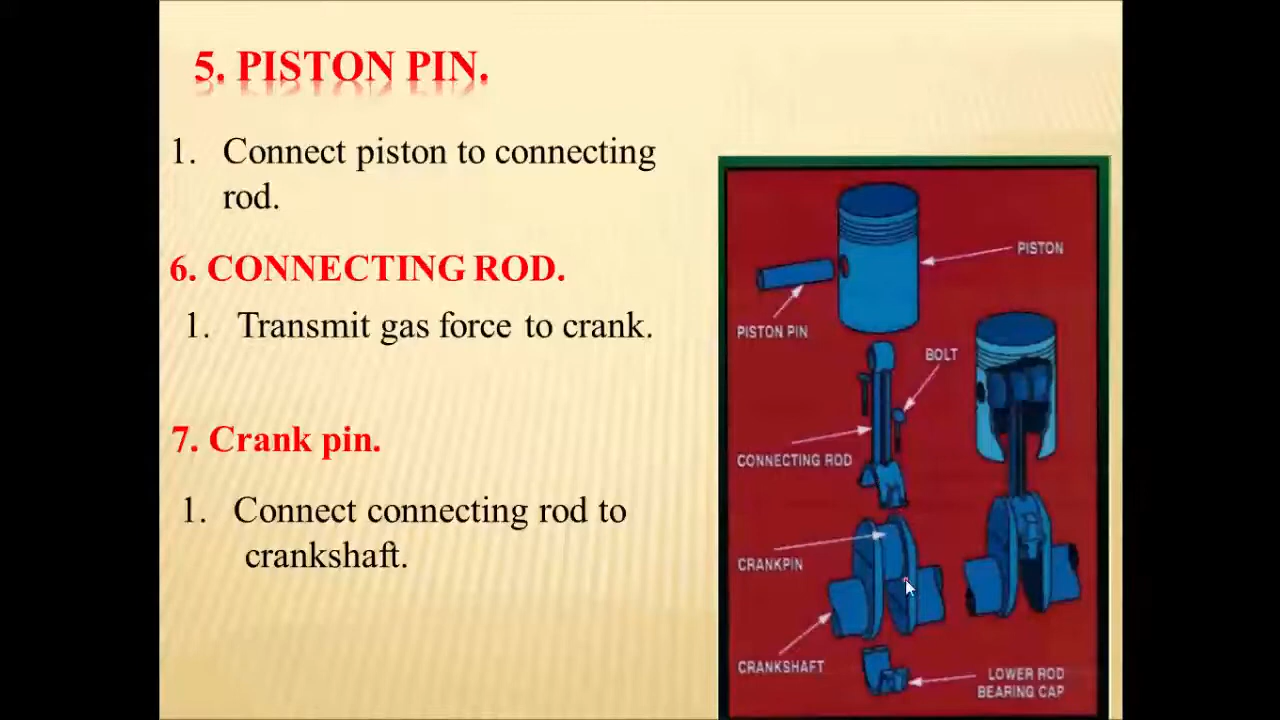 5. PISTON PIN.
1. Connect piston to connecting
rod.
6. CONNECTING ROD.
1. Transmit gas force to crank.
7. Crank pin.
1. Connect connecting rod to
crankshaft.
PISTON
PISTON PIN
BOLT
CONNECTING ROD
CRANKPIN
CRANKSHAFT
LOWER ROD
BEARING CAP